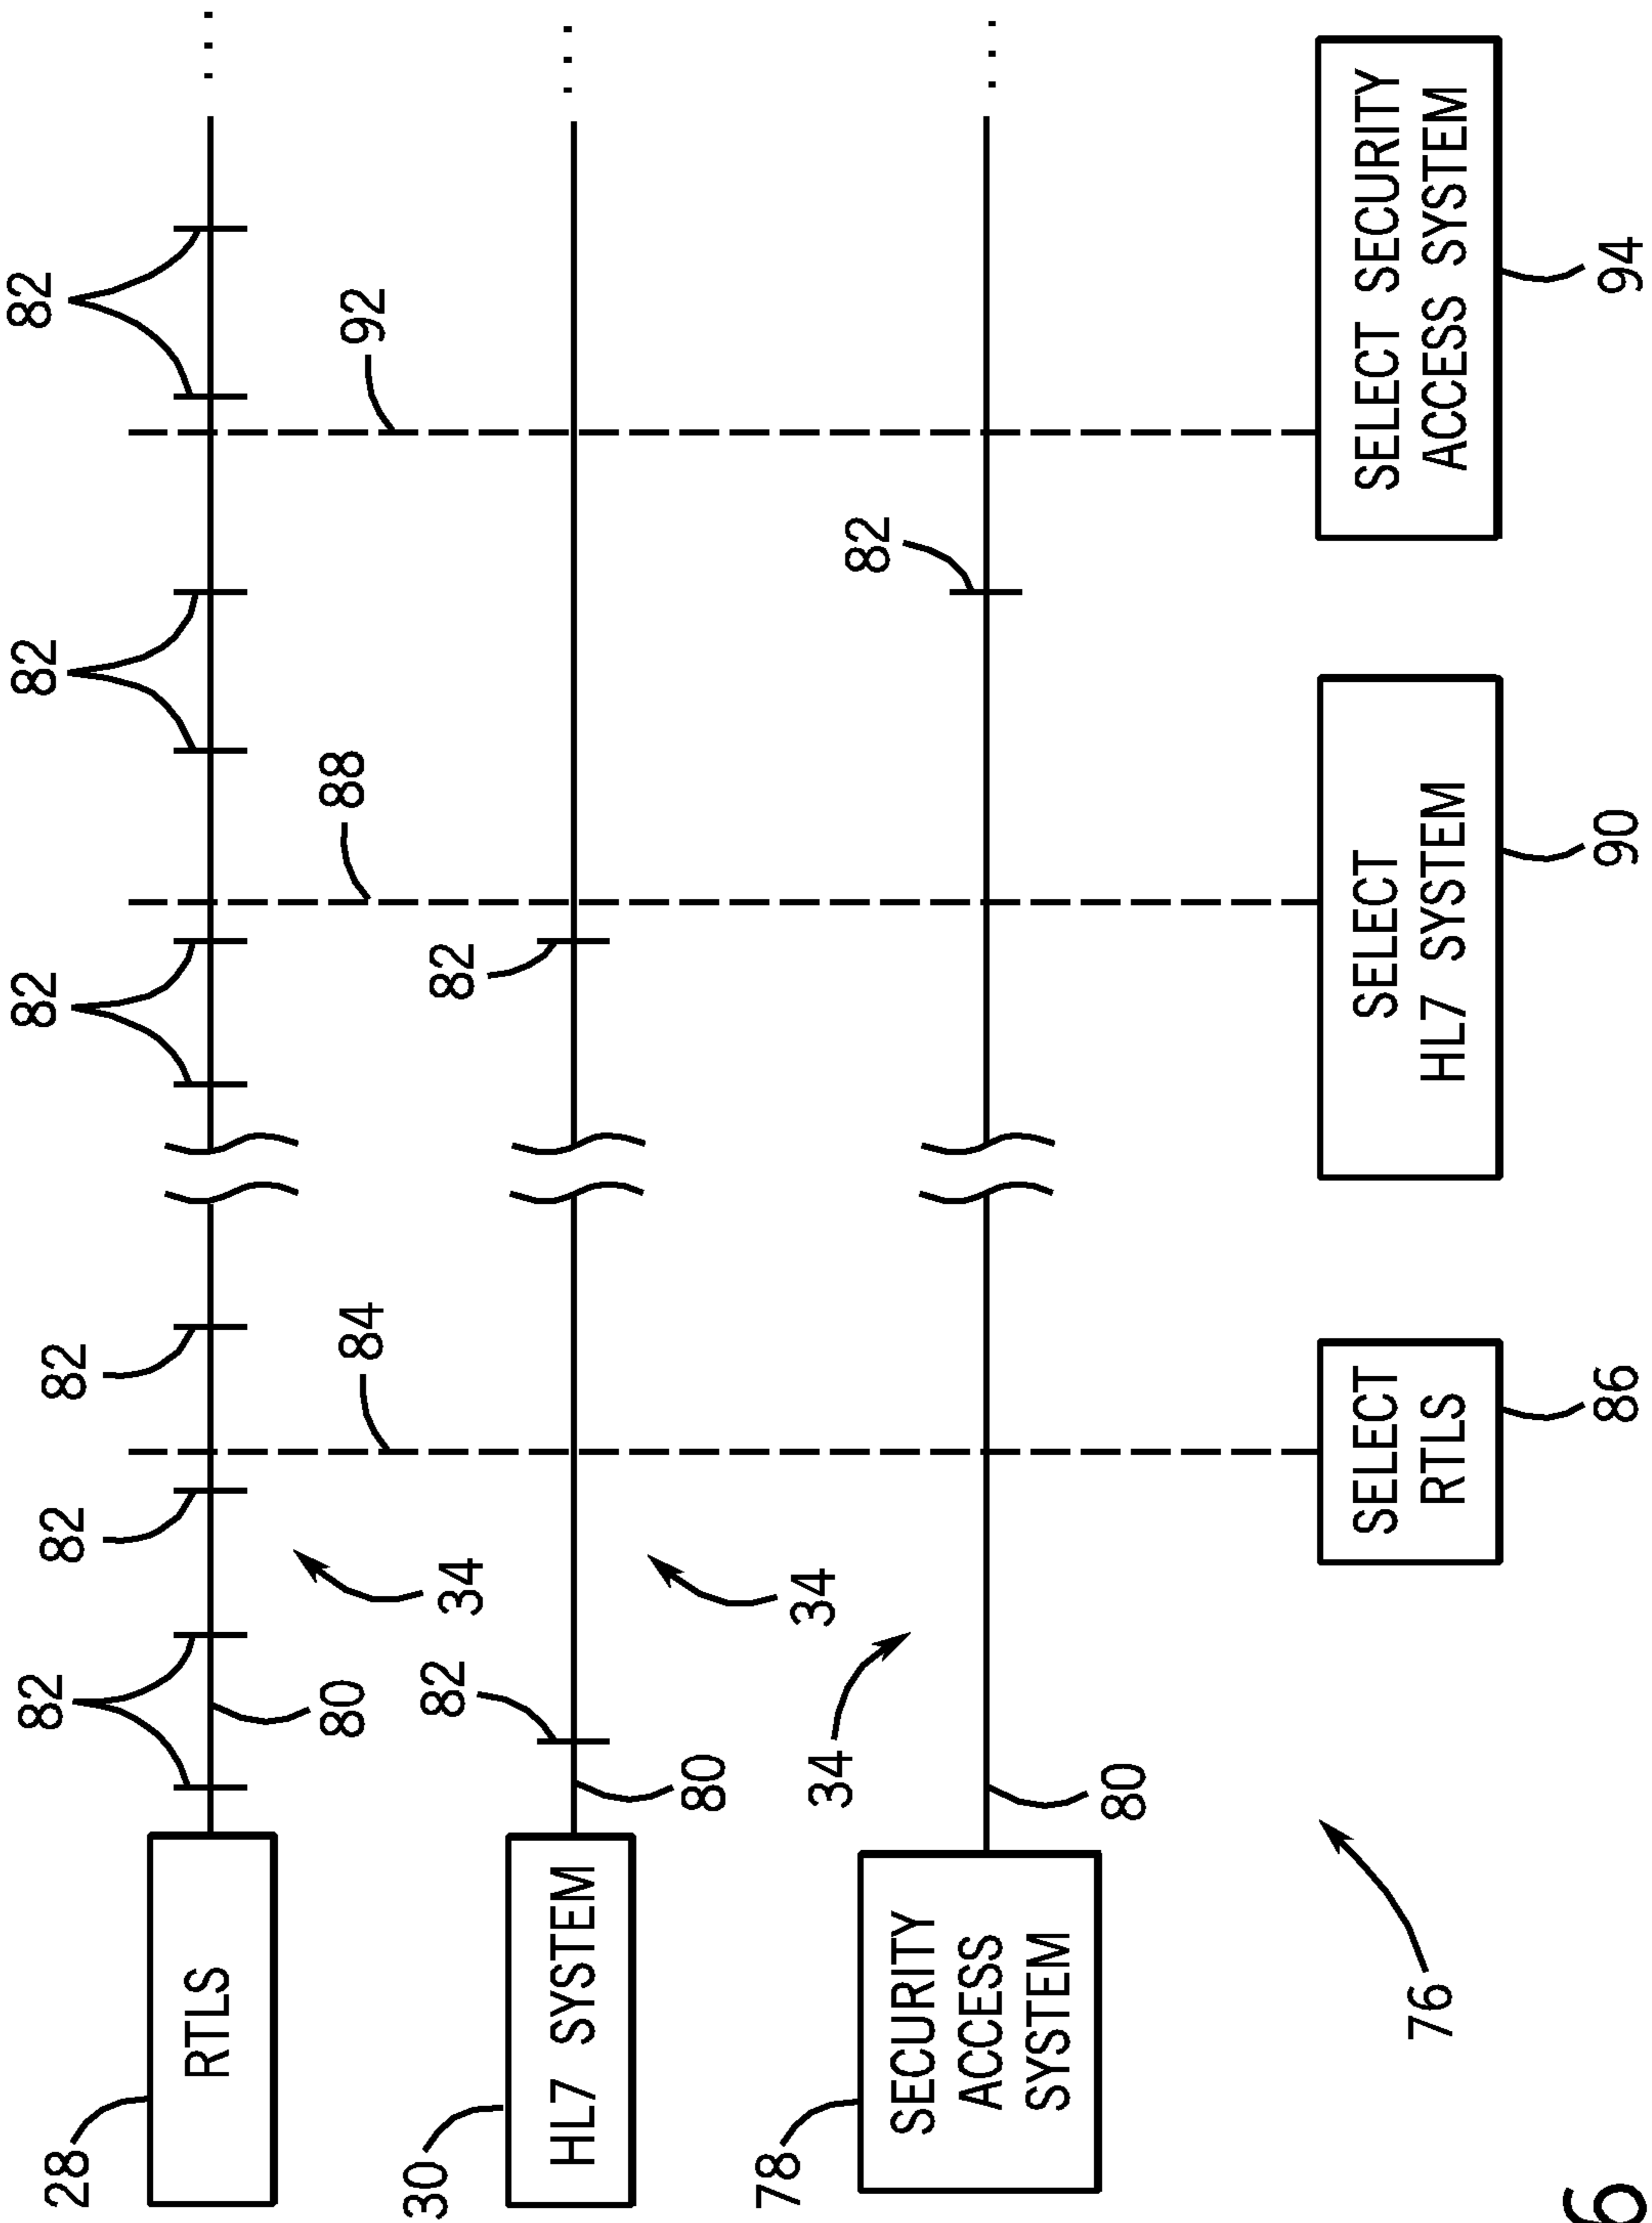 82
82
82
82
82
82
28
RTLS
80
34
84
88
92
30
HL7 SYSTEM
82
80
34
82
78
SECURITY
ACCESS
SYSTEM
80
34
82
76
SELECT
RTLS
86
SELECT
HL7 SYSTEM
90
SELECT SECURITY
ACCESS SYSTEM
94
6